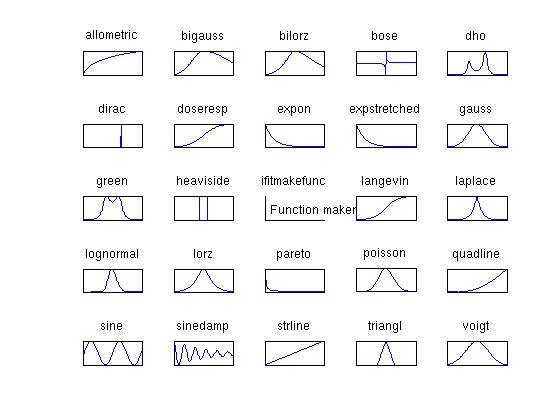 allometric bigauss bilorz bose dho
dirac doseresp expon expstretched gauss
green heaviside ifitmakefunc langevin laplace
Function maker
lognormal lorz pareto poisson quadline
sine sinedamp strline triangl voigt